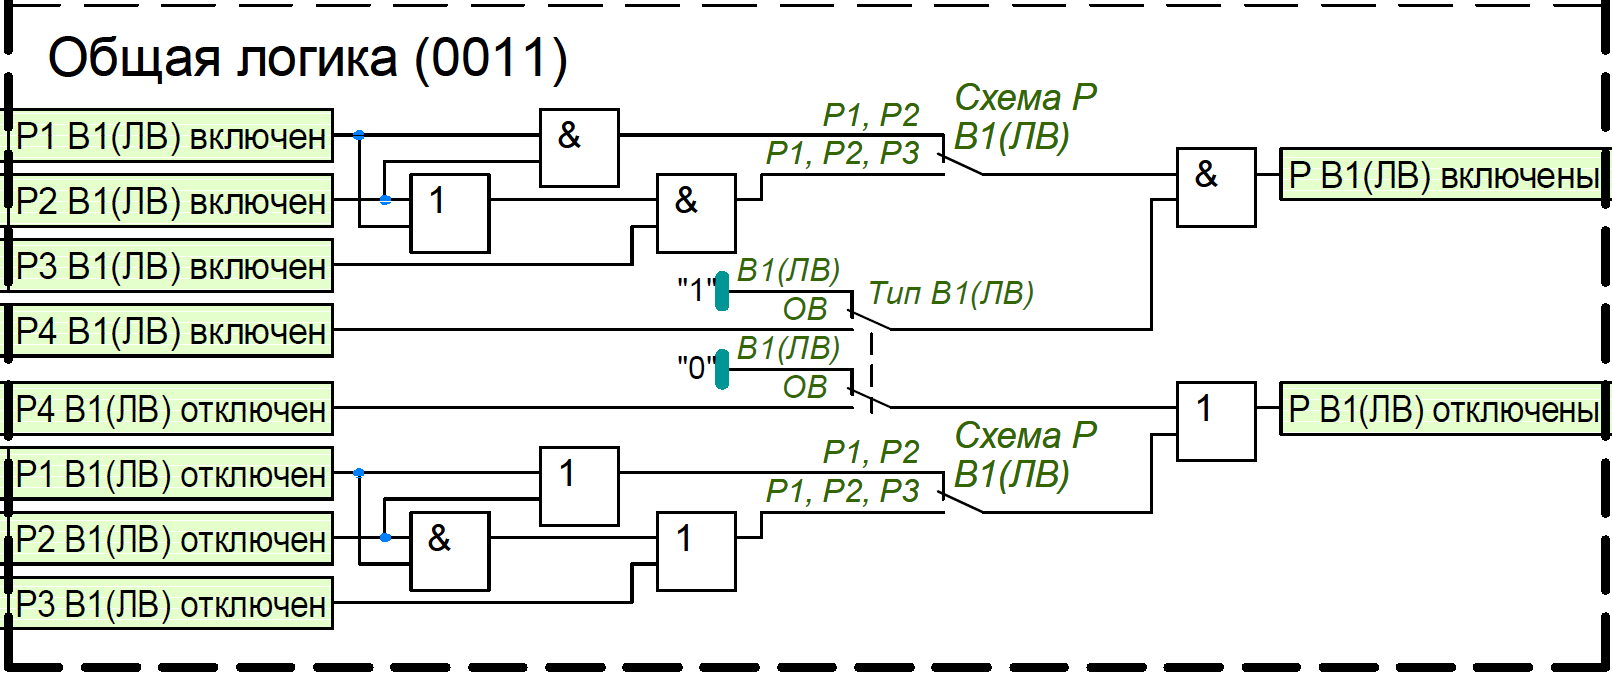 Общая логика (0011)
Р1 В1(ЛВ) включен
Р2 В1(ЛВ) включен
Р3 В1(ЛВ) включен
Р4 В1(ЛВ) включен
Р4 В1(ЛВ) отключен
Р1 В1(ЛВ) отключен
Р2 В1(ЛВ) отключен
Р3 В1(ЛВ) отключен
&
1
&
Р1, Р2
Р1, Р2, Р3
Схема Р
В1(ЛВ)
"1"
В1(ЛВ)
ОВ
Тип В1(ЛВ)
"0"
В1(ЛВ)
ОВ
1
&
1
Р1, Р2
Р1, Р2, Р3
Схема Р
В1(ЛВ)
&
Р В1(ЛВ) включены
1
Р В1(ЛВ) отключены